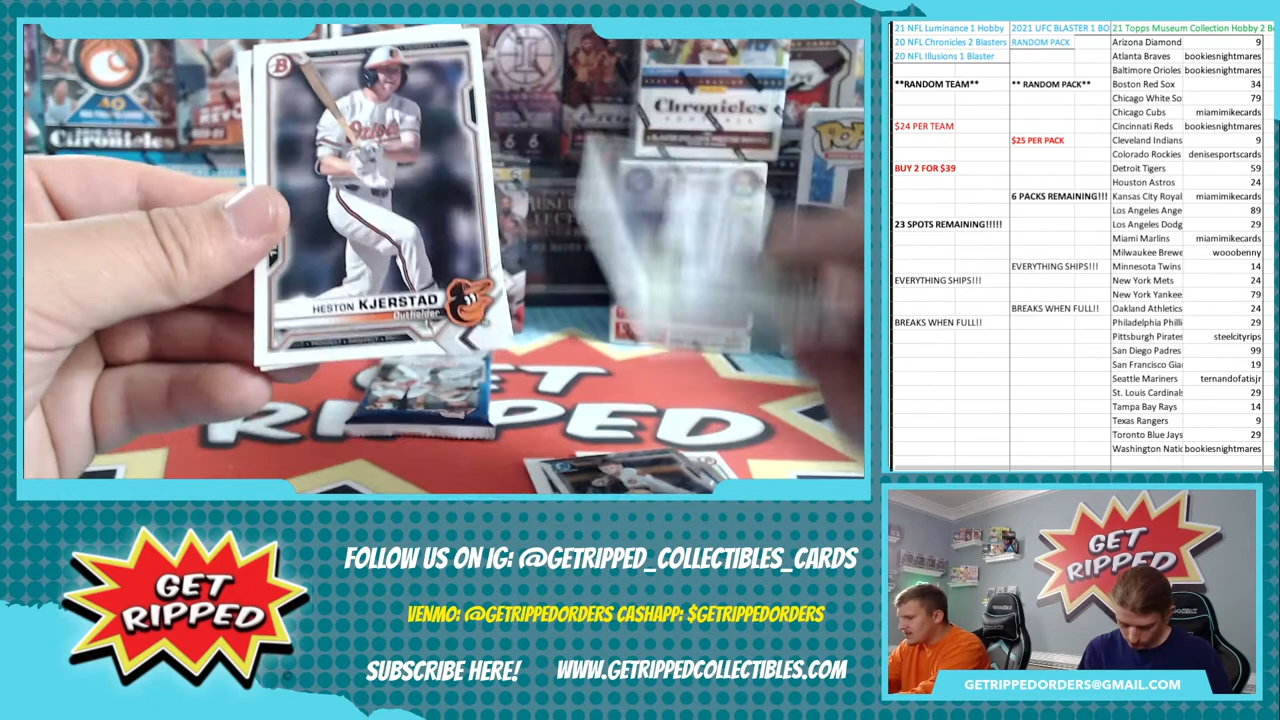 Chronicles
Chronicles
B
Orioles
HESTON KJERSTAD
Outfielder
GET
RIPPED
21 NFL Luminance 1 Hobby
20 NFL Chronicles 2 Blasters
20 NFL Illusions 1 Blaster
**RANDOM TEAM**
$24 PER TEAM
BUY 2 FOR $39
23 SPOTS REMAINING!!!!!
EVERYTHING SHIPS!!!
BREAKS WHEN FULL!!
2021 UFC BLASTER 1 BO
RANDOM PACK
** RANDOM PACK**
$25 PER PACK
6 PACKS REMAINING!!!
EVERYTHING SHIPS!!!
BREAKS WHEN FULL!!
21 Topps Museum Collection Hobby 2 B
Arizona Diamond 9
Atlanta Braves bookiesnightmares
Baltimore Orioles bookiesnightmares
Boston Red Sox 34
Chicago White So 79
Chicago Cubs miamimikecards
Cincinnati Reds bookiesnightmares
Cleveland Indians 9
Colorado Rockies denisesportscards
Detroit Tigers 59
Houston Astros 24
Kansas City Royal miamimikecards
Los Angeles Ange 89
Los Angeles Dodg 29
Miami Marlins miamimikecards
Milwaukee Brewe wooobenny
Minnesota Twins 14
New York Mets 24
New York Yankee 79
Oakland Athletics 24
Philadelphia Philli 29
Pittsburgh Pirates steelcityrips
San Diego Padres 99
San Francisco Gia 19
Seattle Mariners ternandofatisjr
St. Louis Cardinals 29
Tampa Bay Rays 14
Texas Rangers 9
Toronto Blue Jays 29
Washington Natic bookiesnightmares
GET
RIPPED
FOLLOW US ON IG: @GETRIPPED_COLLECTIBLES_CARDS
VENMO: @GETRIPPEDORDERS CASHAPP: $GETRIPPEDORDERS
SUBSCRIBE HERE! WWW.GETRIPPEDCOLLECTIBLES.COM
GET
RIPPED
GETRIPPEDORDERS@GMAIL.COM